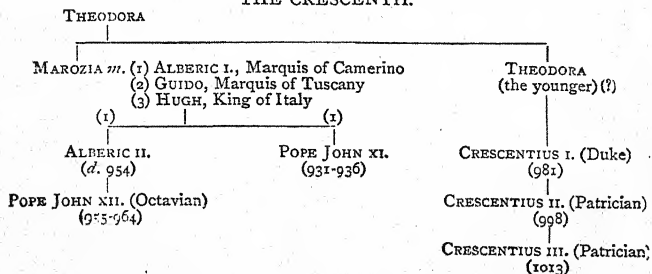 THE CRESCENTII.
THEODORA
MAROZIA m. (1) ALBERIC I., Marquis of Camerino
(2) GUIDO, Marquis of Tuscany
(3) HUGH, King of Italy
THEODORA
(the younger) (?)
(1) (1)
ALBERIC II.
(d. 954)
POPE JOHN XI.
(931-936)
CRESCENTIUS I. (Duke)
(981)
POPE JOHN XII. (Octavian)
(955-964)
CRESCENTIUS II. (Patrician)
(998)
CRESCENTIUS III. (Patrician)
(1013)